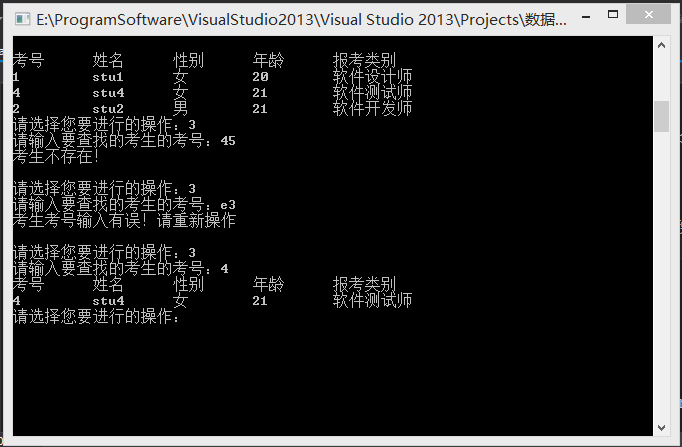 E:\ProgramSoftware\VisualStudio2013\Visual Studio 2013\Projects\数据...
考号 姓名 性别 年龄 报考类别
1 stu1 女 20 软件设计师
4 stu4 女 21 软件测试师
2 stu2 男 21 软件开发师
请选择您要进行的操作：3
请输入要查找的考生的考号：45
考生不存在！
请选择您要进行的操作：3
请输入要查找的考生的考号：e3
考生考号输入有误！请重新操作
请选择您要进行的操作：3
请输入要查找的考生的考号：4
考号 姓名 性别 年龄 报考类别
4 stu4 女 21 软件测试师
请选择您要进行的操作：